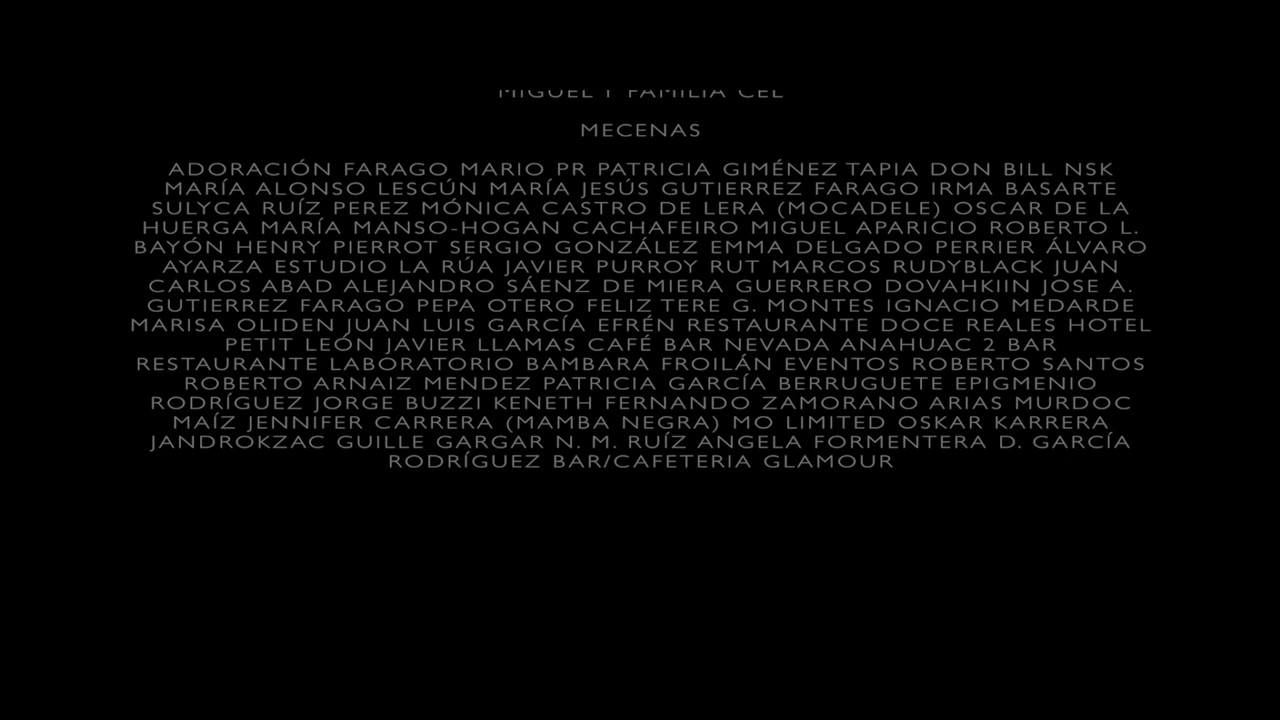 MIGUEL Y FAMILIA CEL
MECENAS
ADORACIÓN FARAGO MARIO PR PATRICIA GIMÉNEZ TAPIA DON BILL NSK
MARÍA ALONSO LESCÚN MARÍA JESÚS GUTIERREZ FARAGO IRMA BASARTE
SULYCA RUÍZ PEREZ MÓNICA CASTRO DE LERA (MOCADELE) OSCAR DE LA
HUERGA MARÍA MANSO-HOGAN CACHAFEIRO MIGUEL APARICIO ROBERTO L.
BAYÓN HENRY PIERROT SERGIO GONZÁLEZ EMMA DELGADO PERRIER ÁLVARO
AYARZA ESTUDIO LA RÚA JAVIER PURROY RUT MARCOS RUDYBLACK JUAN
CARLOS ABAD ALEJANDRO SÁENZ DE MIERA GUERRERO DOVAHKIIN JOSE A.
GUTIERREZ FARAGO PEPA OTERO FELIZ TERE G. MONTES IGNACIO MEDARDE
MARISA OLIDEN JUAN LUIS GARCÍA EFRÉN RESTAURANTE DOCE REALES HOTEL
PETIT LEÓN JAVIER LLAMAS CAFÉ BAR NEVADA ANAHUAC 2 BAR
RESTAURANTE LABORATORIO BAMBARA FROILÁN EVENTOS ROBERTO SANTOS
ROBERTO ARNAIZ MENDEZ PATRICIA GARCÍA BERRUGUETE EPIGMENIO
RODRÍGUEZ JORGE BUZZI KENETH FERNANDO ZAMORANO ARIAS MURDOC
MAÍZ JENNIFER CARRERA (MAMBA NEGRA) MO LIMITED OSKAR KARRERA
JANDROKZAC GUILLE GARGAR N. M. RUÍZ ANGELA FORMENTERA D. GARCÍA
RODRÍGUEZ BAR/CAFETERIA GLAMOUR